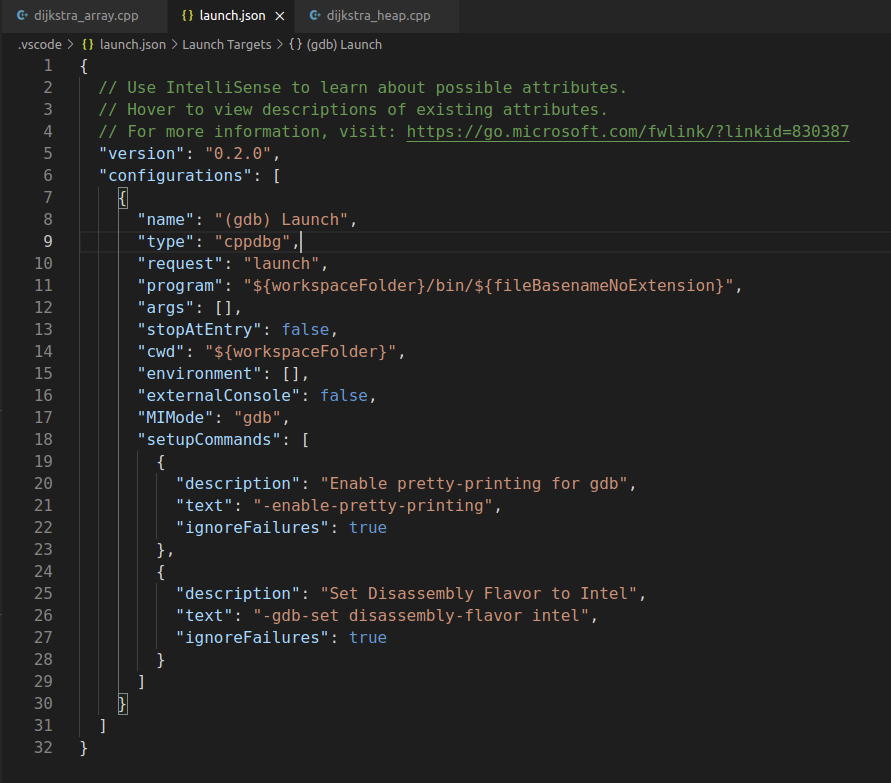 dijkstra_array.cpp {} launch.json × dijkstra_heap.cpp
.vscode > {} launch.json > Launch Targets > {} (gdb) Launch
1 {
2 // Use IntelliSense to learn about possible attributes.
3 // Hover to view descriptions of existing attributes.
4 // For more information, visit: https://go.microsoft.com/fwlink/?linkid=830387
5 "version": "0.2.0",
6 "configurations": [
7 {
8 "name": "(gdb) Launch",
9 "type": "cppdbg",
10 "request": "launch",
11 "program": "${workspaceFolder}/bin/${fileBasenameNoExtension}",
12 "args": [],
13 "stopAtEntry": false,
14 "cwd": "${workspaceFolder}",
15 "environment": [],
16 "externalConsole": false,
17 "MIMode": "gdb",
18 "setupCommands": [
19 {
20 "description": "Enable pretty-printing for gdb",
21 "text": "-enable-pretty-printing",
22 "ignoreFailures": true
23 },
24 {
25 "description": "Set Disassembly Flavor to Intel",
26 "text": "-gdb-set disassembly-flavor intel",
27 "ignoreFailures": true
28 }
29 ]
30 }
31 ]
32 }